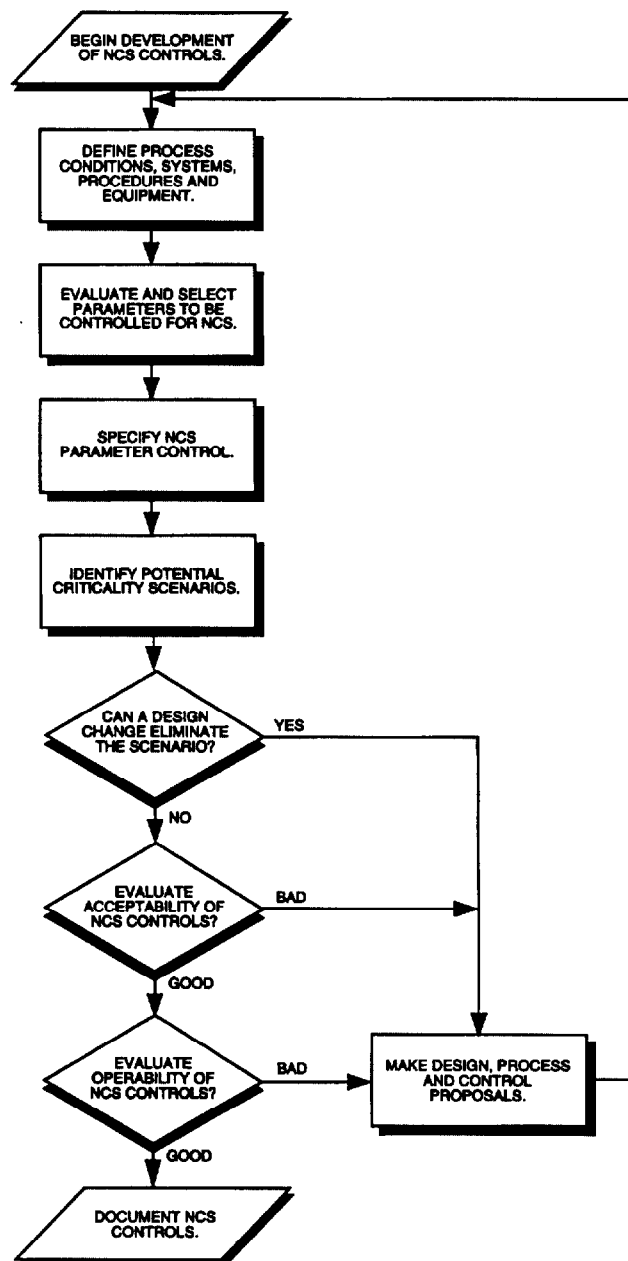 BEGIN DEVELOPMENT
OF NCS CONTROLS.
DEFINE PROCESS
CONDITIONS, SYSTEMS,
PROCEDURES AND
EQUIPMENT.
EVALUATE AND SELECT
PARAMETERS TO BE
CONTROLLED FOR NCS.
SPECIFY NCS
PARAMETER CONTROL.
IDENTIFY POTENTIAL
CRITICALITY SCENARIOS.
CAN A DESIGN
CHANGE ELIMINATE
THE SCENARIO?
YES
NO
EVALUATE
ACCEPTABILITY OF
NCS CONTROLS?
BAD
GOOD
EVALUATE
OPERABILITY OF
NCS CONTROLS?
BAD
MAKE DESIGN, PROCESS
AND CONTROL
PROPOSALS.
GOOD
DOCUMENT NCS
CONTROLS.